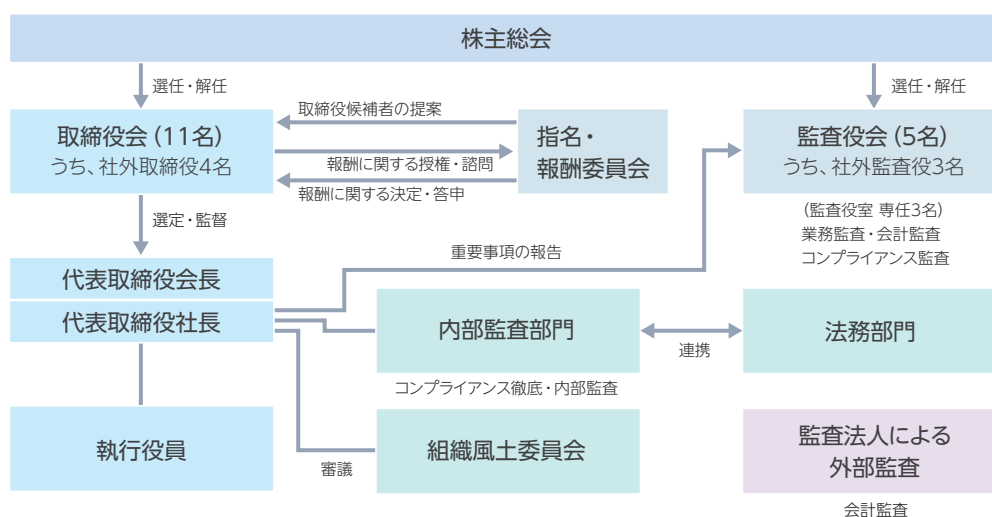 株主総会
選任・解任
選任・解任
取締役会(11名)
うち、社外取締役4名
取締役候補者の提案
報酬に関する授権・諮問
報酬に関する決定・答申
指名・
報酬委員会
監査役会(5名)
うち、社外監査役3名
(監査役室 専任3名)
業務監査・会計監査
コンプライアンス監査
選定・監督
重要事項の報告
代表取締役会長
代表取締役社長
内部監査部門
コンプライアンス徹底・内部監査
連携
法務部門
執行役員
審議
組織風土委員会
監査法人による
外部監査
会計監査